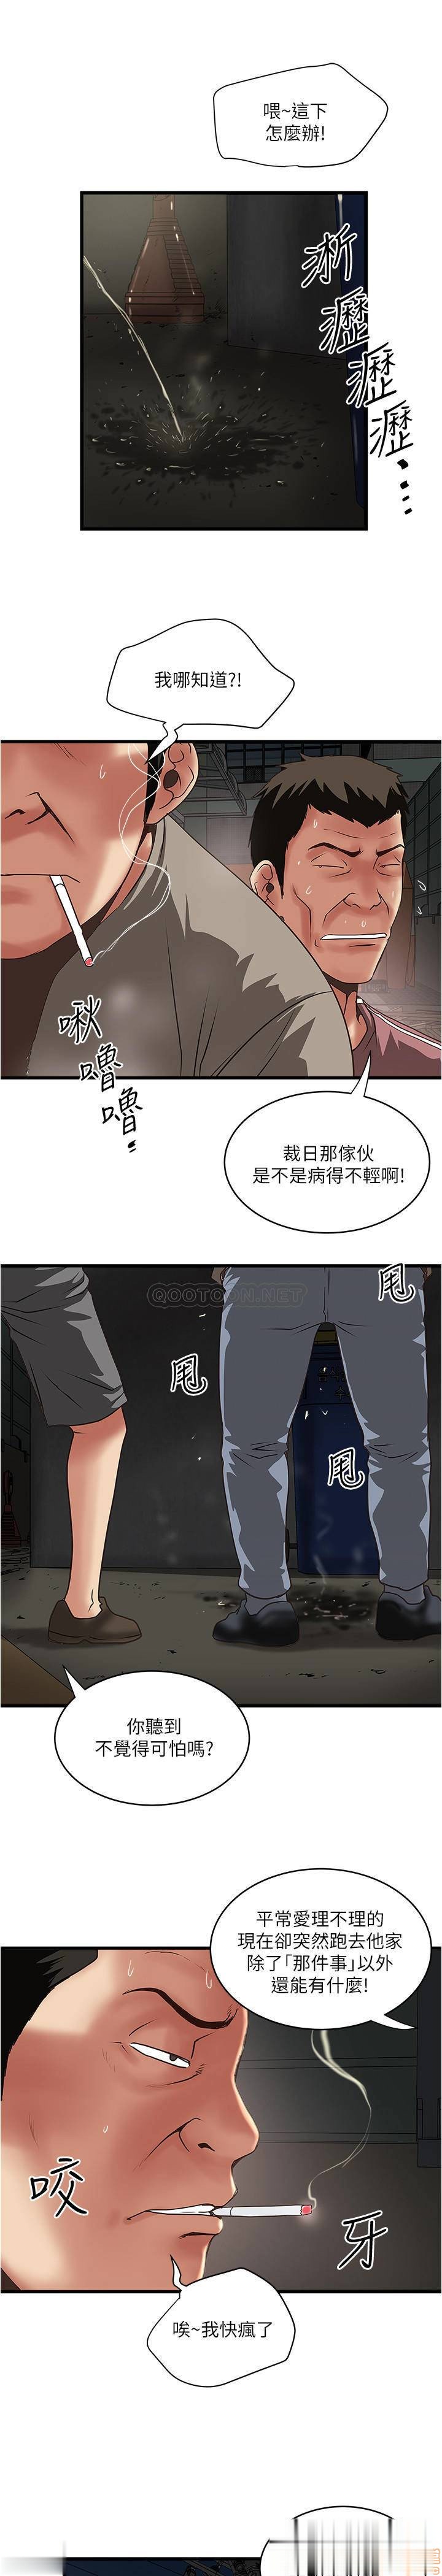 喂~這下
怎麼辦!
淅瀝瀝瀝…
我哪知道?!
啾嚕嚕…
裁日那傢伙
是不是病得不輕啊!
QOOTOON.NET
甩
甩
甩
你聽到
不覺得可怕嗎?
平常愛理不理的
現在卻突然跑去他家
除了「那件事」以外
還能有什麼!
咬
牙
唉~我快瘋了